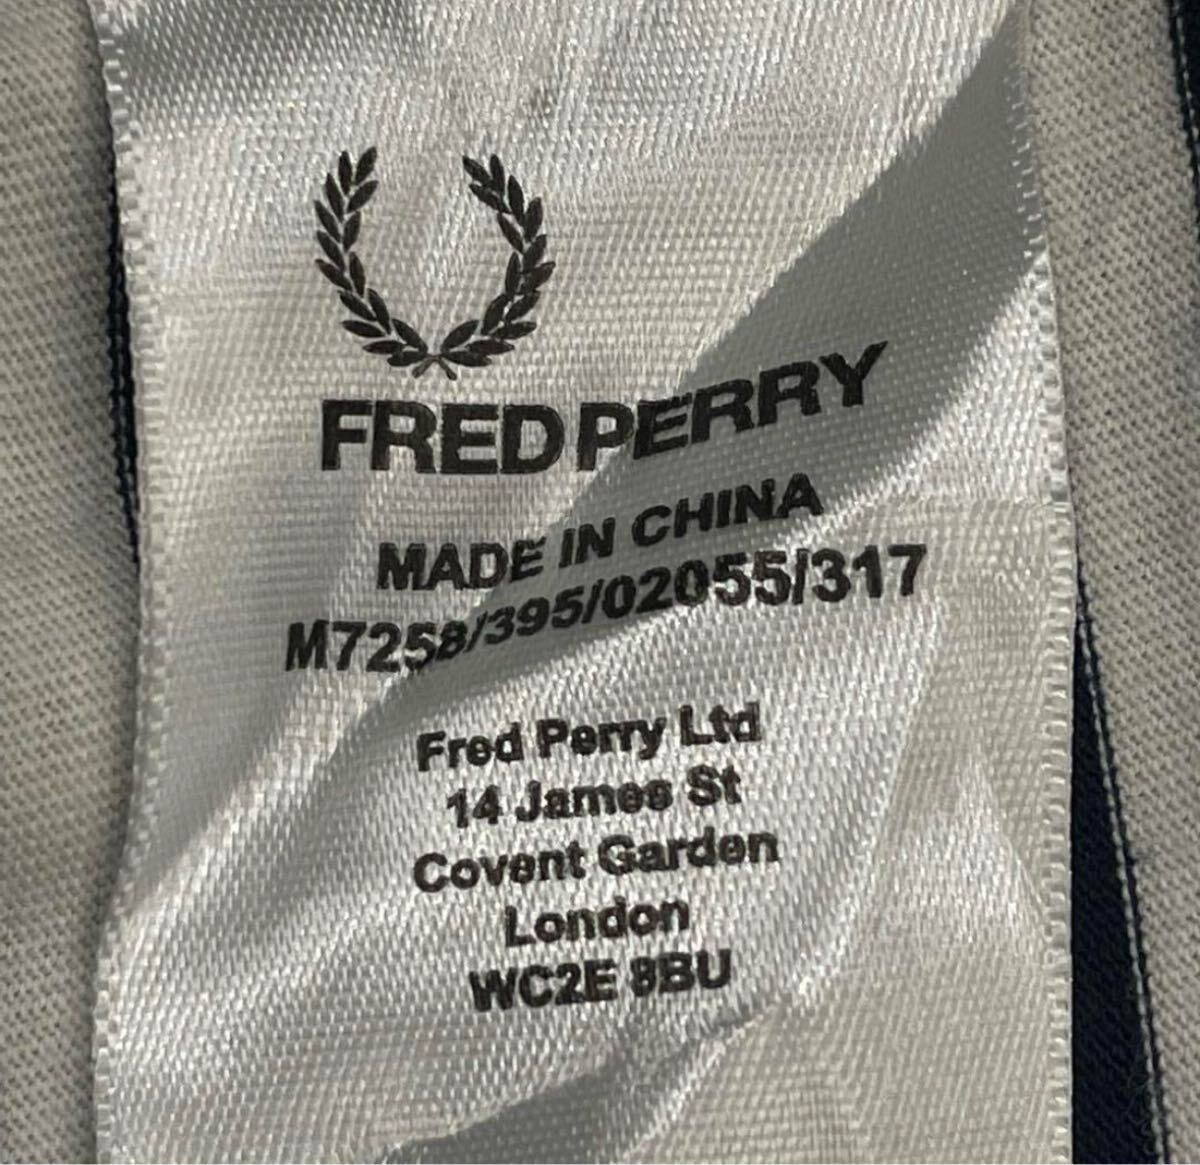 FRED PERRY
MADE IN CHINA
M7258/395/02055/317
Fred Perry Ltd
14 James St
Covent Garden
London
WC2E 8BU